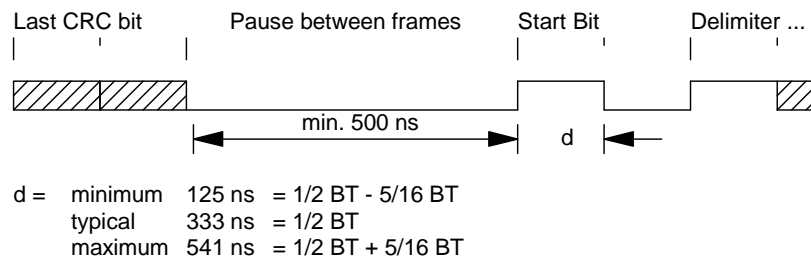 Last CRC bit Pause between frames Start Bit Delimiter ...
min. 500 ns d
d = minimum 125 ns = 1/2 BT - 5/16 BT
typical 333 ns = 1/2 BT
maximum 541 ns = 1/2 BT + 5/16 BT